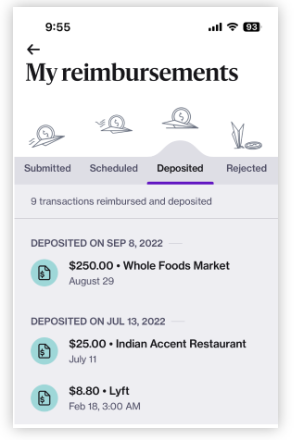 9:55
93
My reimbursements
Submitted Scheduled Deposited Rejected
9 transactions reimbursed and deposited
DEPOSITED ON SEP 8, 2022
$250.00 • Whole Foods Market
August 29
DEPOSITED ON JUL 13, 2022
$25.00 • Indian Accent Restaurant
July 11
$8.80 • Lyft
Feb 18, 3:00 AM